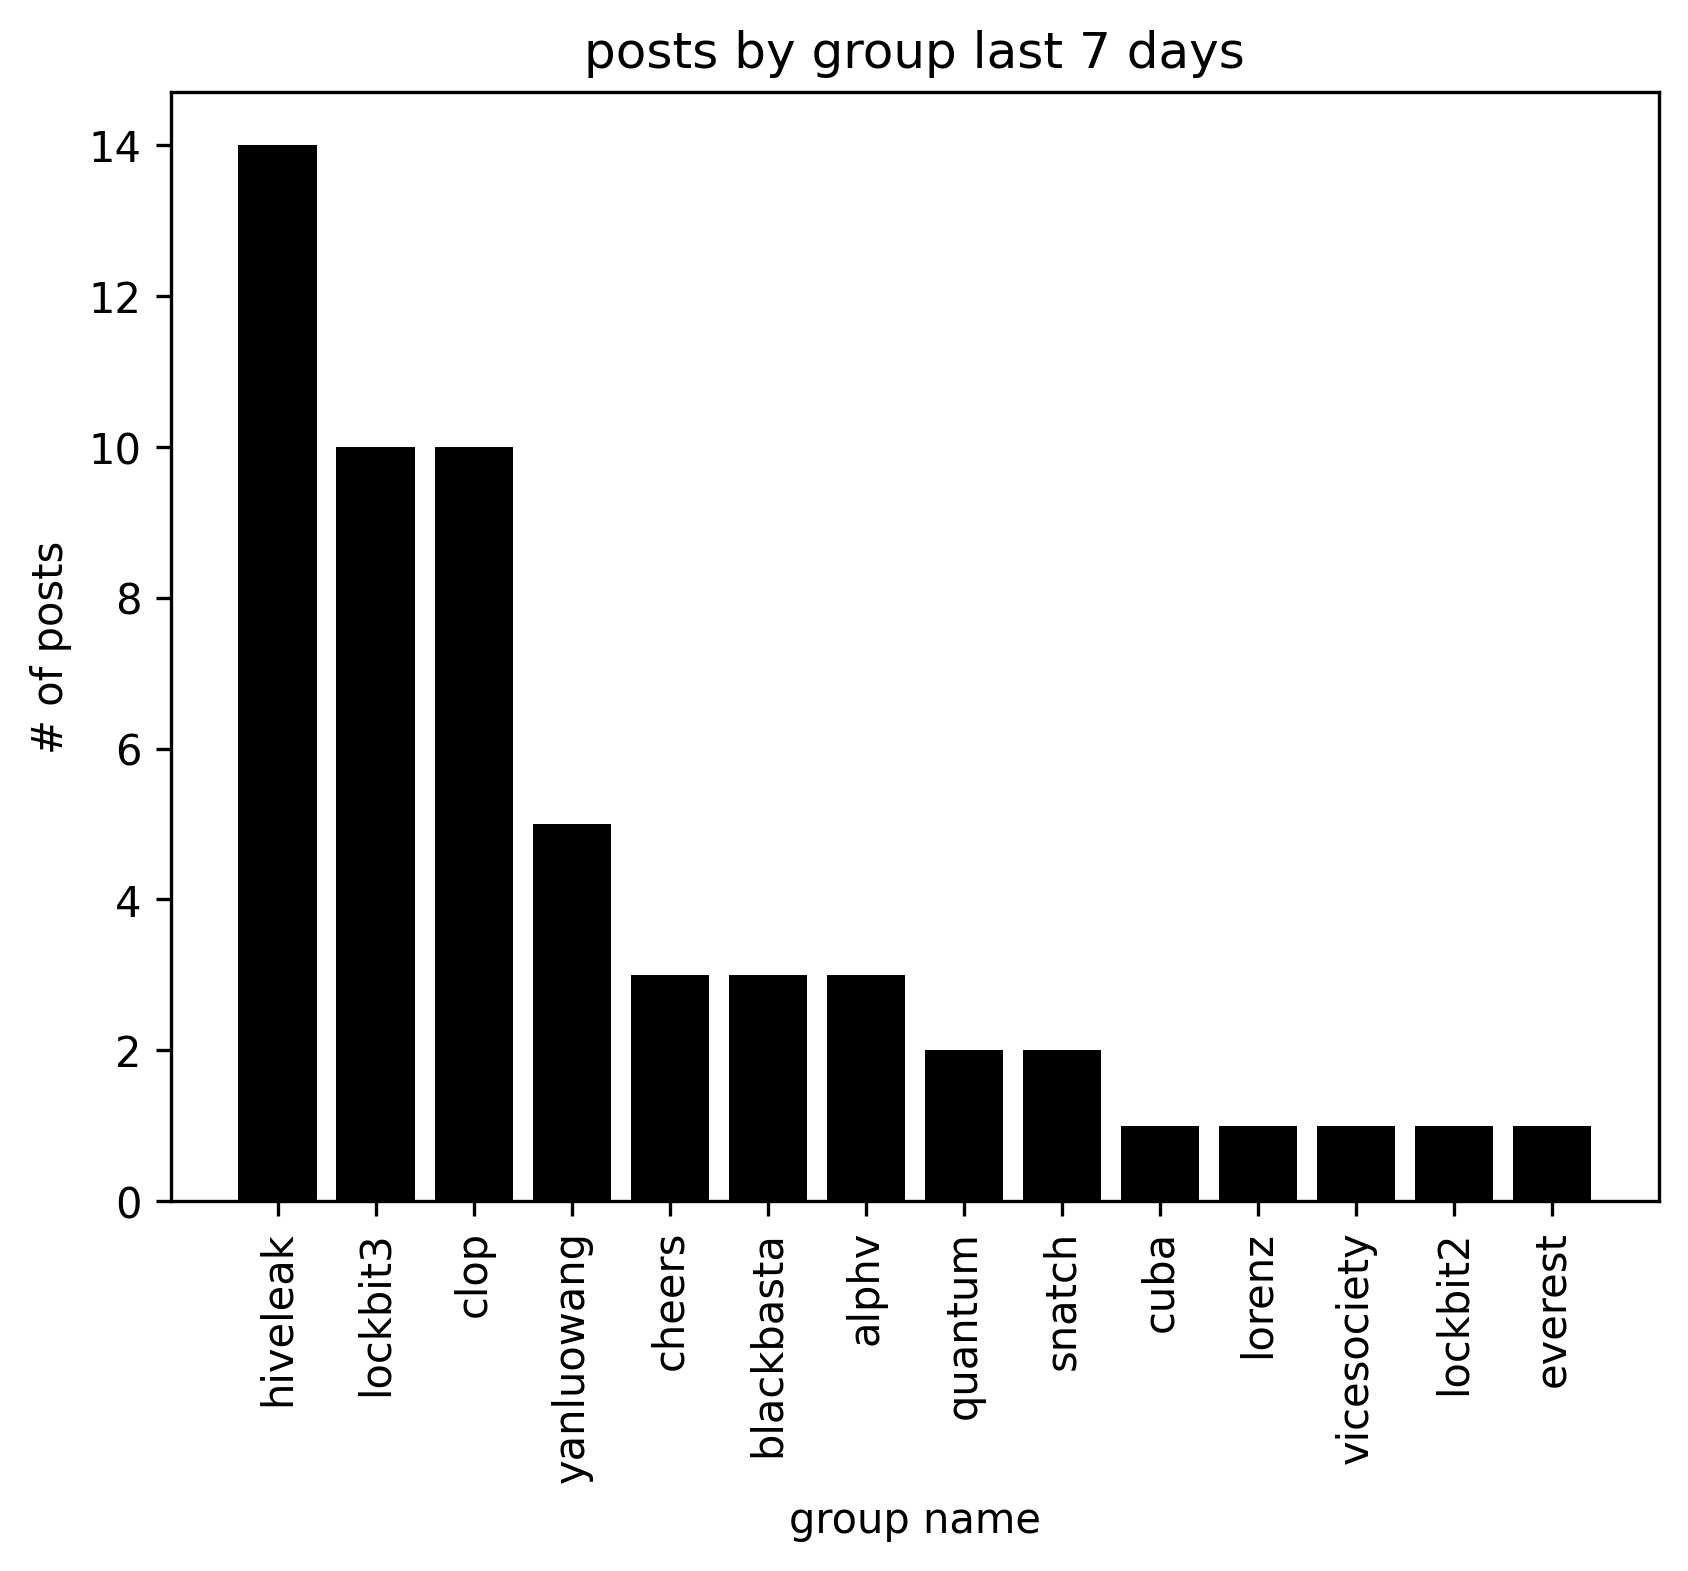 posts by group last 7 days
# of posts
14
12
10
8
6
4
2
0
hiveleak
lockbit3
clop
yanluowang
cheers
blackbasta
alphv
quantum
snatch
cuba
lorenz
vicesociety
lockbit2
everest
group name